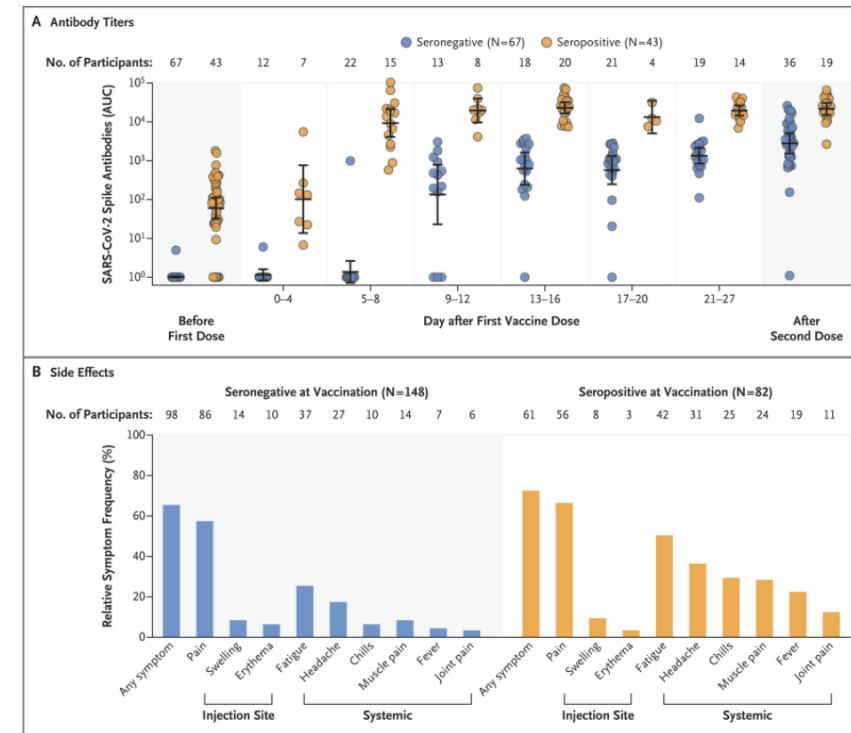 A Antibody Titers
Seronegative (N=67) Seropositive (N=43)
No. of Participants: 67 43 12 7 22 15 13 8 18 20 21 4 19 14 36 19
SARS-CoV-2 Spike Antibodies (AUC)
10⁵
10⁴
10³
10²
10¹
10⁰
0–4 5–8 9–12 13–16 17–20 21–27
Before First Dose
Day after First Vaccine Dose
After Second Dose
B Side Effects
Seronegative at Vaccination (N=148) Seropositive at Vaccination (N=82)
No. of Participants: 98 86 14 10 37 27 10 14 7 6 61 56 8 3 42 31 25 24 19 11
Relative Symptom Frequency (%)
100
80
60
40
20
0
Any symptom Pain Swelling Erythema Fatigue Headache Chills Muscle pain Fever Joint pain Any symptom Pain Swelling Erythema Fatigue Headache Chills Muscle pain Fever Joint pain
Injection Site Systemic Injection Site Systemic